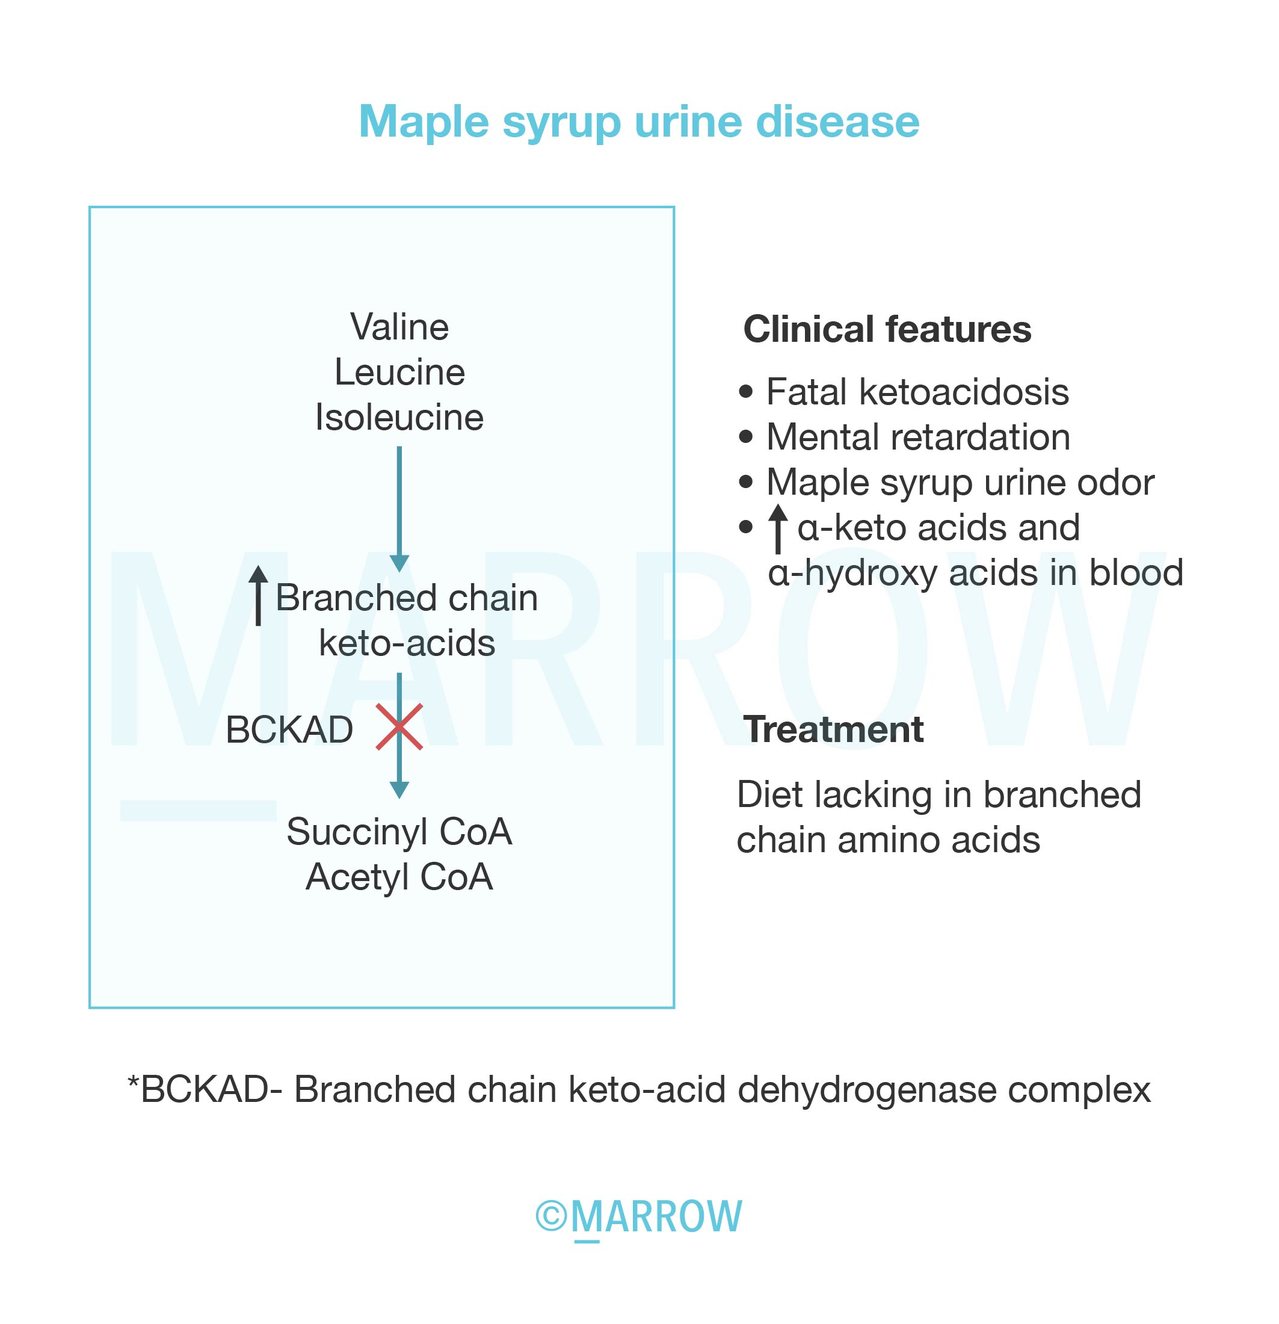 Maple syrup urine disease
Valine
Leucine
Isoleucine
↑ Branched chain
keto-acids
BCKAD
Succinyl CoA
Acetyl CoA
Clinical features
• Fatal ketoacidosis
• Mental retardation
• Maple syrup urine odor
• ↑ α-keto acids and
α-hydroxy acids in blood
Treatment
Diet lacking in branched
chain amino acids
MARROW
*BCKAD- Branched chain keto-acid dehydrogenase complex
©MARROW